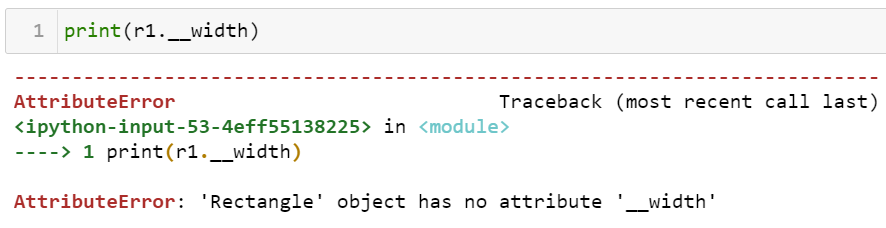 1 print(r1.__width)
---------------------------------------------------------------------------
AttributeError Traceback (most recent call last)
<ipython-input-53-4eff55138225> in <module>
----> 1 print(r1.__width)
AttributeError: 'Rectangle' object has no attribute '__width'